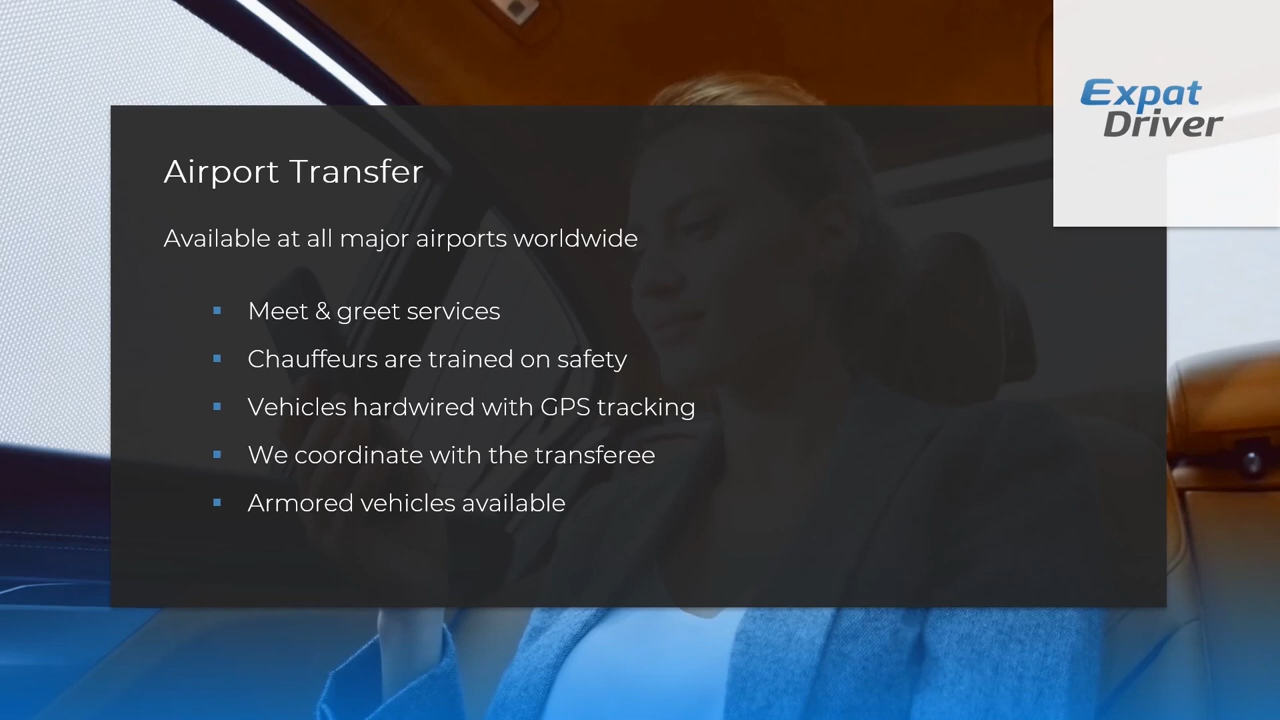 Expat
Driver
Airport Transfer
Available at all major airports worldwide
▪ Meet & greet services
▪ Chauffeurs are trained on safety
▪ Vehicles hardwired with GPS tracking
▪ We coordinate with the transferee
▪ Armored vehicles available